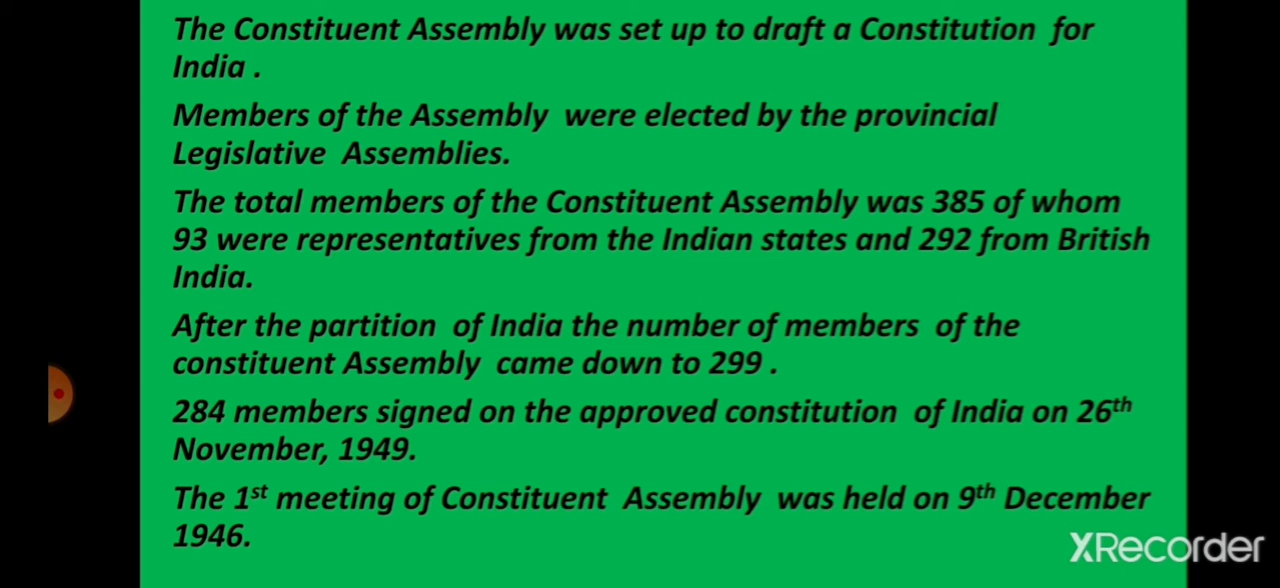 The Constituent Assembly was set up to draft a Constitution for
India .
Members of the Assembly were elected by the provincial
Legislative Assemblies.
The total members of the Constituent Assembly was 385 of whom
93 were representatives from the Indian states and 292 from British
India.
After the partition of India the number of members of the
constituent Assembly came down to 299 .
284 members signed on the approved constitution of India on 26th
November, 1949.
The 1st meeting of Constituent Assembly was held on 9th December
1946.
XRecorder